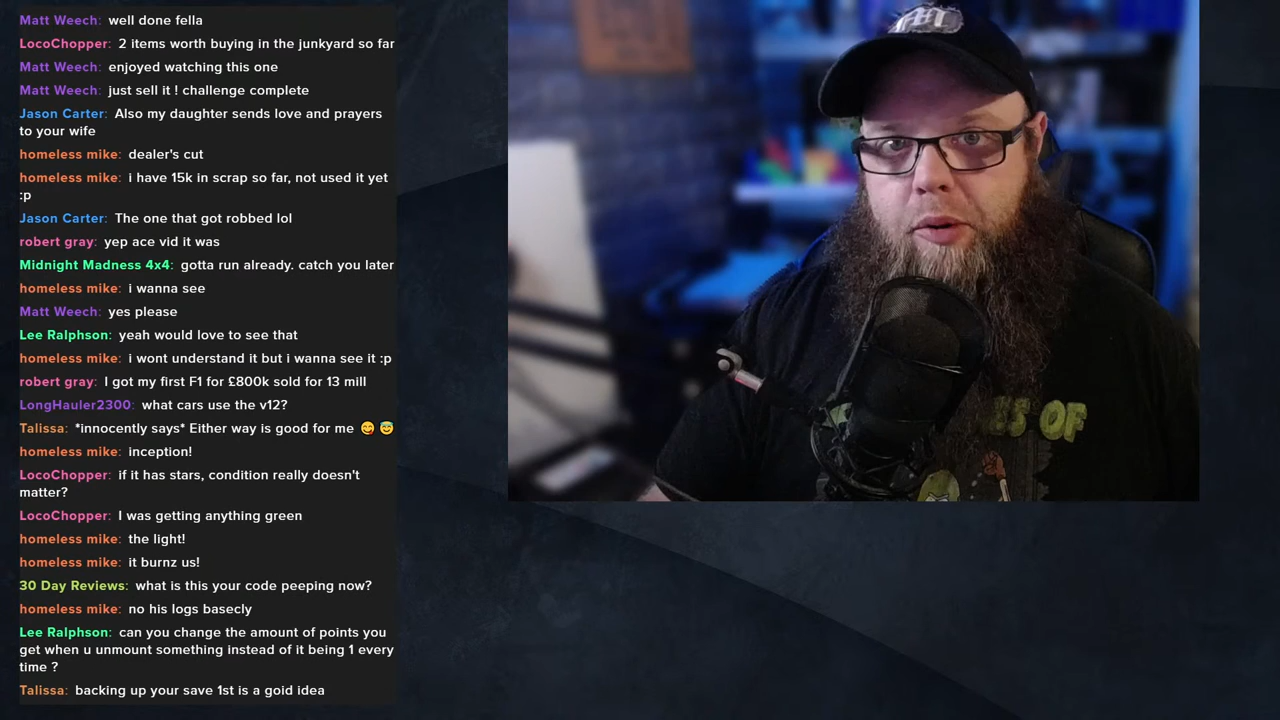 Matt Weech: well done fella
LocoChopper: 2 items worth buying in the junkyard so far
Matt Weech: enjoyed watching this one
Matt Weech: just sell it ! challenge complete
Jason Carter: Also my daughter sends love and prayers
to your wife
homeless mike: dealer's cut
homeless mike: i have 15k in scrap so far, not used it yet
:p
Jason Carter: The one that got robbed lol
robert gray: yep ace vid it was
Midnight Madness 4x4: gotta run already. catch you later
homeless mike: i wanna see
Matt Weech: yes please
Lee Ralphson: yeah would love to see that
homeless mike: i wont understand it but i wanna see it :p
robert gray: I got my first F1 for £800k sold for 13 mill
LongHauler2300: what cars use the v12?
Talissa: *innocently says* Either way is good for me 😋 😇
homeless mike: inception!
LocoChopper: if it has stars, condition really doesn't
matter?
LocoChopper: I was getting anything green
homeless mike: the light!
homeless mike: it burnz us!
30 Day Reviews: what is this your code peeping now?
homeless mike: no his logs basecly
Lee Ralphson: can you change the amount of points you
get when u unmount something instead of it being 1 every
time ?
Talissa: backing up your save 1st is a goid idea
OF